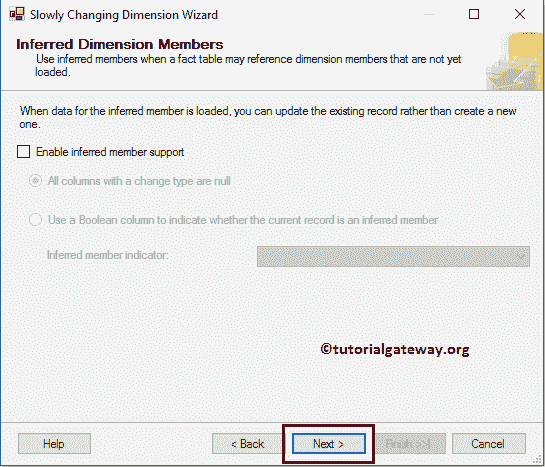 Slowly Changing Dimension Wizard
Inferred Dimension Members
Use inferred members when a fact table may reference dimension members that are not yet
loaded.
When data for the inferred member is loaded, you can update the existing record rather than create a new
one.
Enable inferred member support
All columns with a change type are null
Use a Boolean column to indicate whether the current record is an inferred member
Inferred member indicator:
©tutorialgateway.org
Help
< Back
Next >
Finish >>|
Cancel